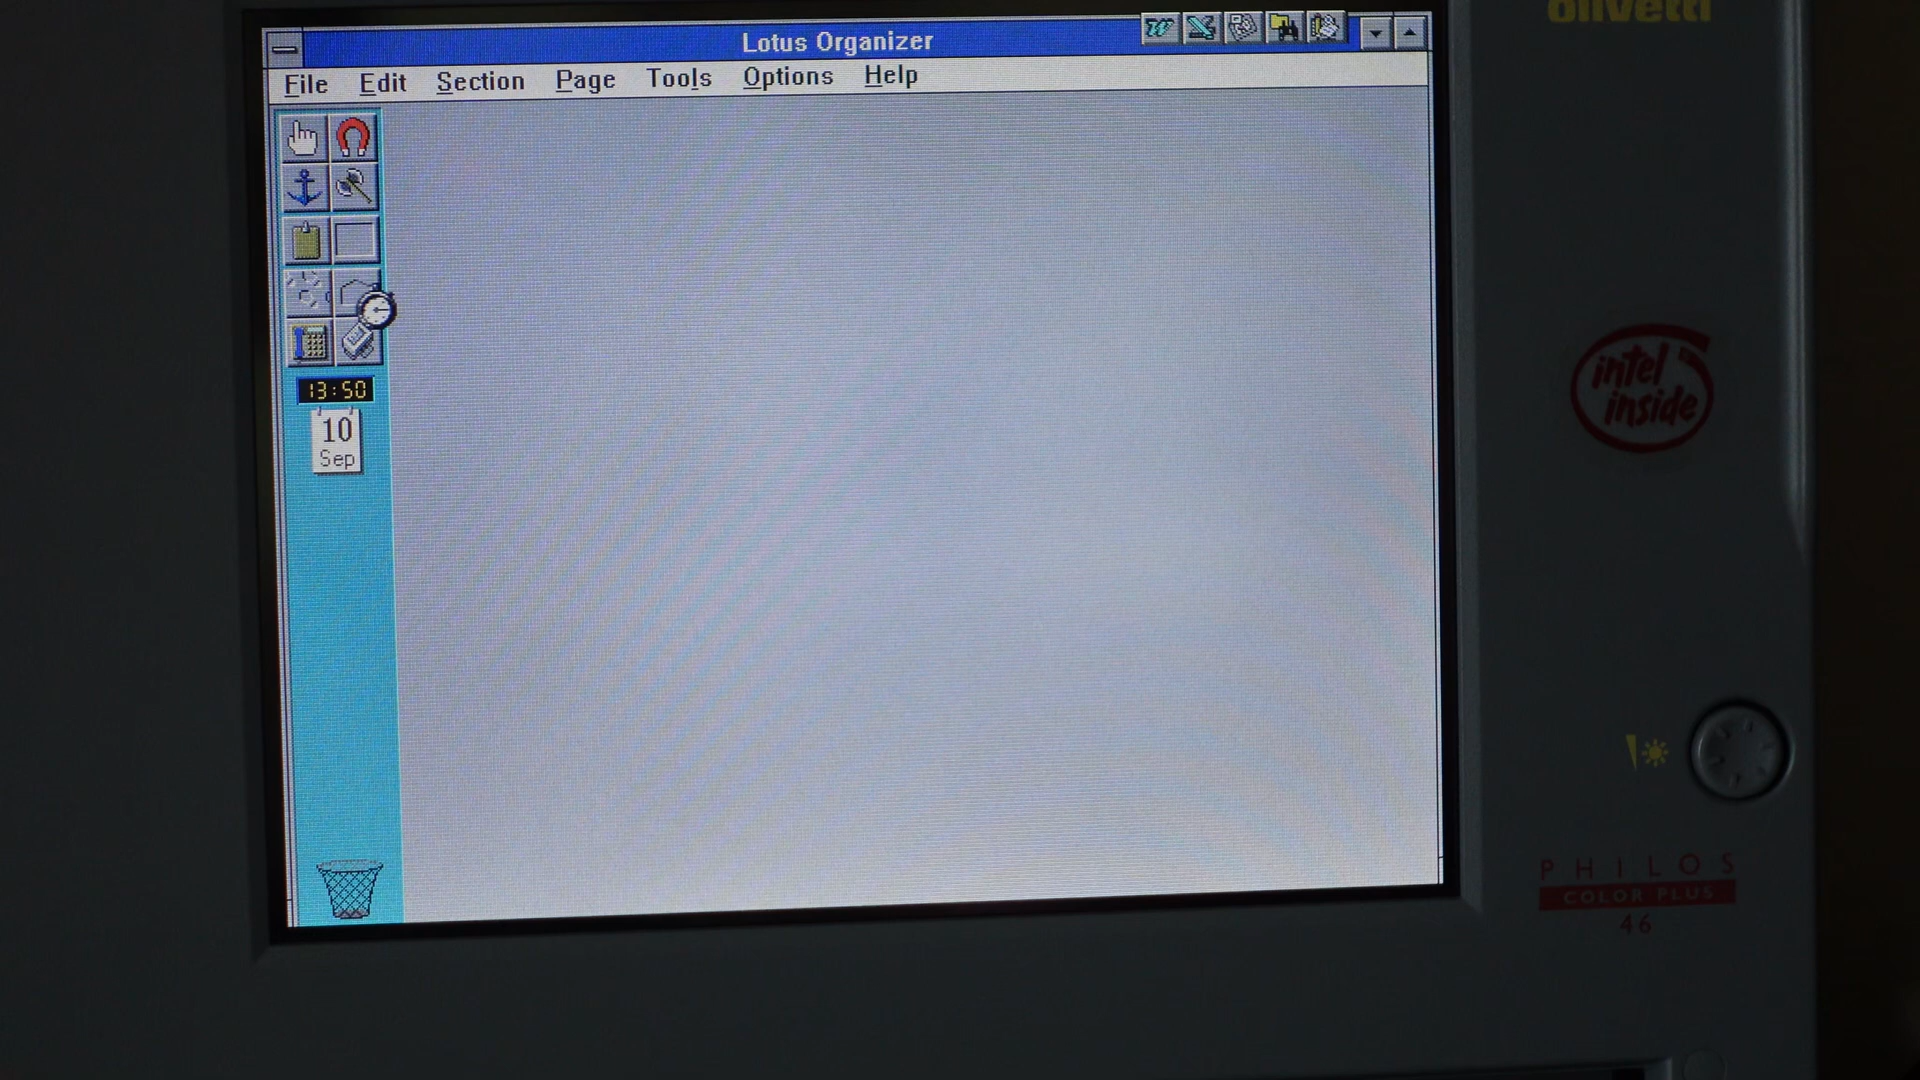 olivetti
Lotus Organizer
File Edit Section Page Tools Options Help
13:50
10
Sep
intel
inside
PHILOS
COLOR PLUS
46